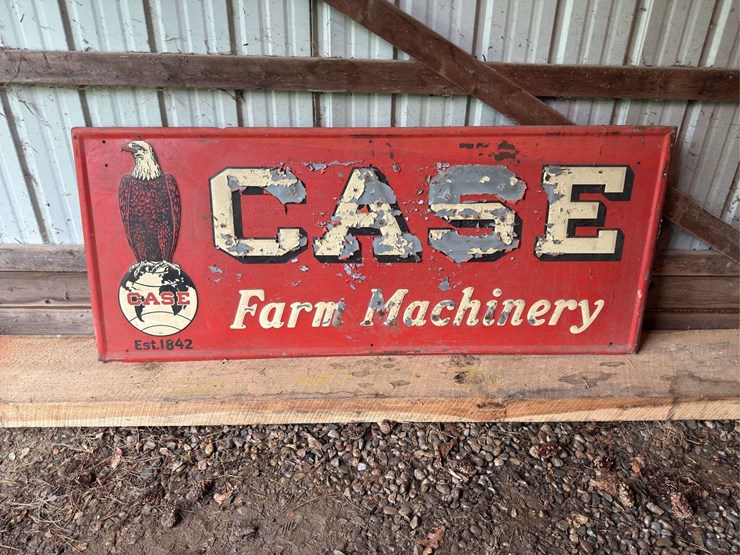 CASE
Farm Machinery
CASE
Est.1842